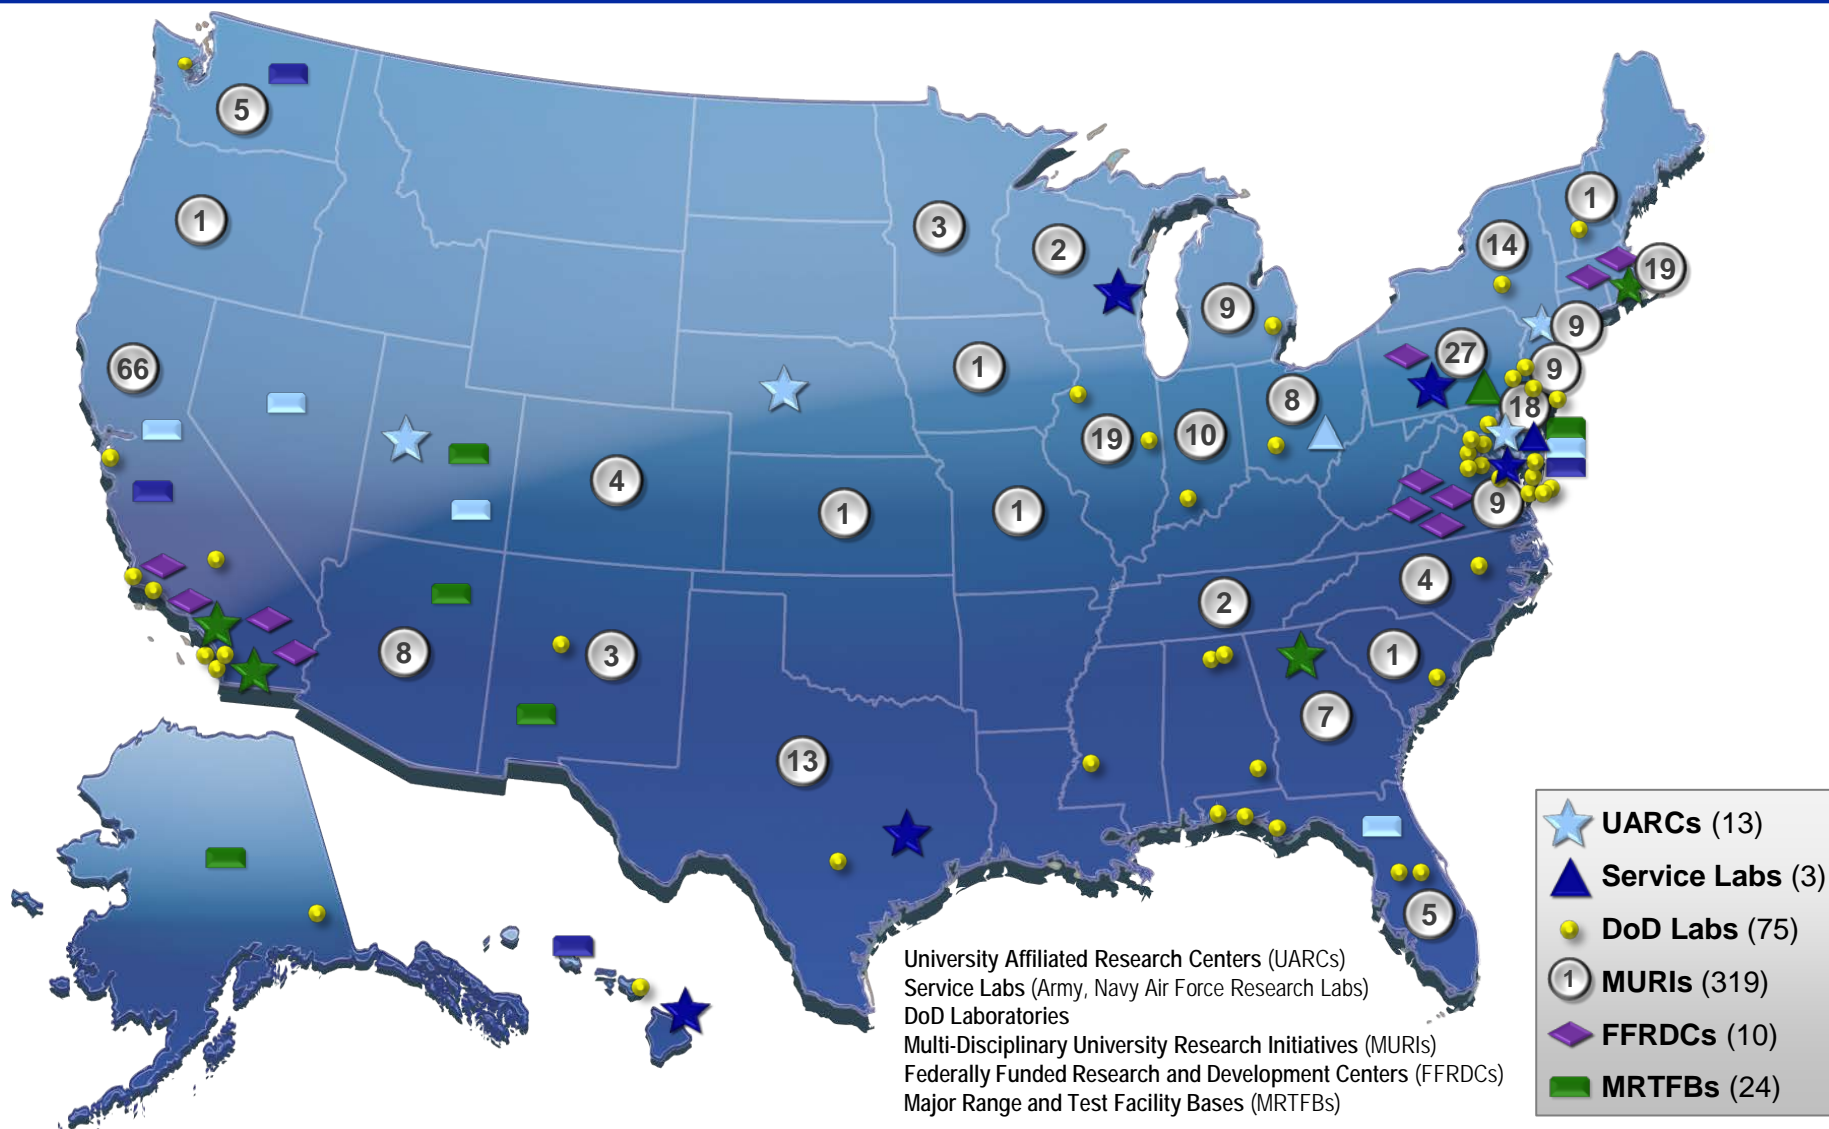 5
1
1
3
14
2
19
9
9
66
27
1
9
8
18
19
10
4
1
1
9
4
2
8
3
1
7
13
5
UARCs (13)
Service Labs (3)
DoD Labs (75)
1 MURIs (319)
FFRDCs (10)
MRTFBs (24)
University Affiliated Research Centers (UARCs)
Service Labs (Army, Navy Air Force Research Labs)
DoD Laboratories
Multi-Disciplinary University Research Initiatives (MURIs)
Federally Funded Research and Development Centers (FFRDCs)
Major Range and Test Facility Bases (MRTFBs)